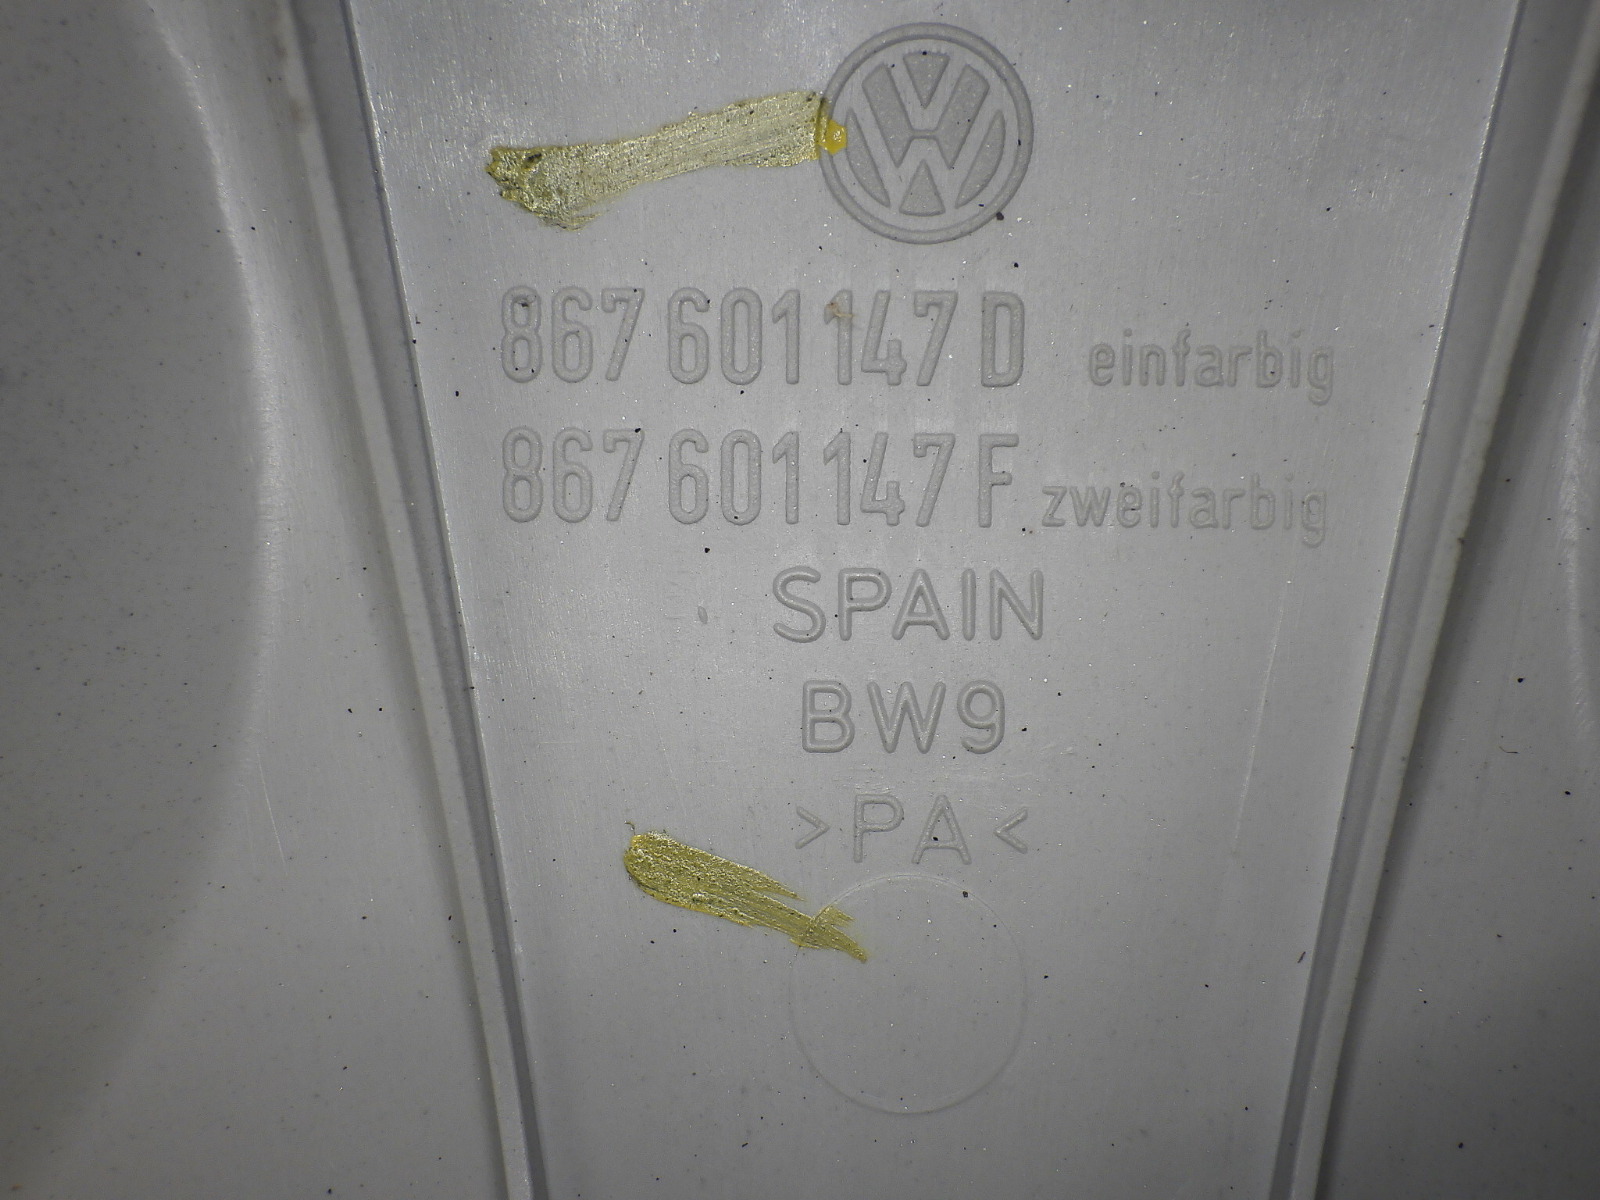 867 601 147 D einfarbig
867 601 147 F zweifarbig
SPAIN
BW9
>PA<